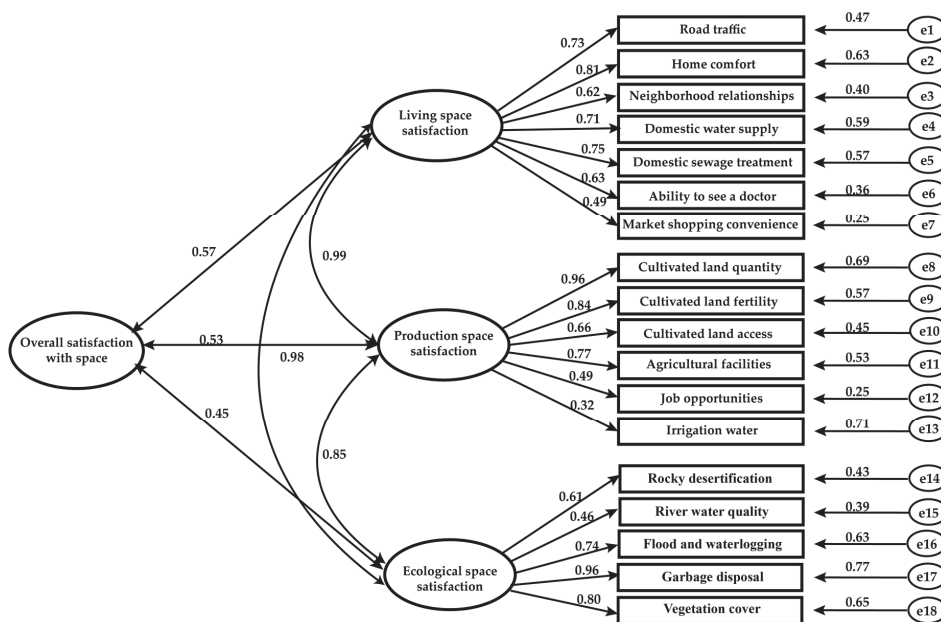 0.73
Road traffic
0.47
e1
0.81
Home comfort
0.63
e2
0.62
Neighborhood relationships
0.40
e3
Living space
satisfaction
0.71
Domestic water supply
0.59
e4
0.75
Domestic sewage treatment
0.57
e5
0.63
Ability to see a doctor
0.36
e6
0.49
Market shopping convenience
0.25
e7
0.57
0.99
0.96
Cultivated land quantity
0.69
e8
0.84
Cultivated land fertility
0.57
e9
0.66
Cultivated land access
0.45
e10
Overall satisfaction
with space
0.53
0.98
Production space
satisfaction
0.77
Agricultural facilities
0.53
e11
0.49
Job opportunities
0.25
e12
0.32
Irrigation water
0.71
e13
0.45
0.85
0.61
Rocky desertification
0.43
e14
0.46
River water quality
0.39
e15
0.74
Flood and waterlogging
0.63
e16
Ecological space
satisfaction
0.96
Garbage disposal
0.77
e17
0.80
Vegetation cover
0.65
e18